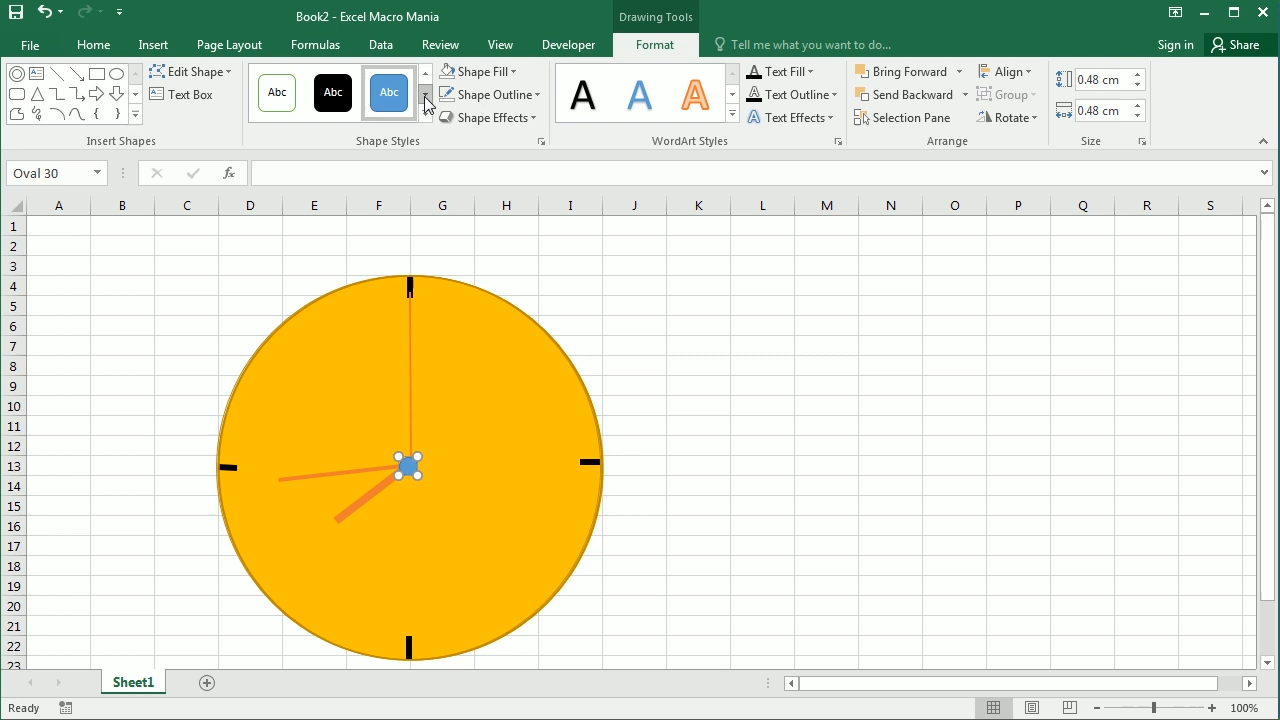 Book2 - Excel Macro Mania
Drawing Tools
File Home Insert Page Layout Formulas Data Review View Developer Format Tell me what you want to do... Sign in Share
Edit Shape
Text Box
Insert Shapes
Abc Abc Abc
Shape Fill
Shape Outline
Shape Effects
Shape Styles
A A A
Text Fill
Text Outline
Text Effects
WordArt Styles
Bring Forward
Send Backward
Selection Pane
Align
Group
Rotate
Arrange
0.48 cm
0.48 cm
Size
Oval 30
fx
A B C D E F G H I J K L M N O P Q R S
1
2
3
4
5
6
7
8
9
10
11
12
13
14
15
16
17
18
19
20
21
22
23
Sheet1
Ready
100%